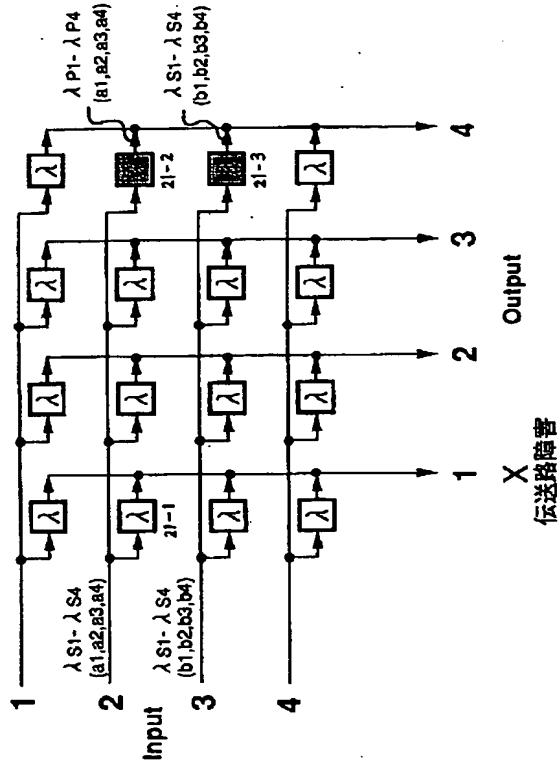 λP1-λP4
(a1,a2,a3,a4)
λS1-λS4
(b1,b2,b3,b4)
λS1-λS4
(a1,a2,a3,a4)
λS1-λS4
(b1,b2,b3,b4)
1
λ
λ
λ
λ
2
λ
21-1
λ
λ
21-2
3
λ
λ
λ
21-3
4
λ
λ
λ
λ
Input
1
2
3
4
Output
X
伝送路障害